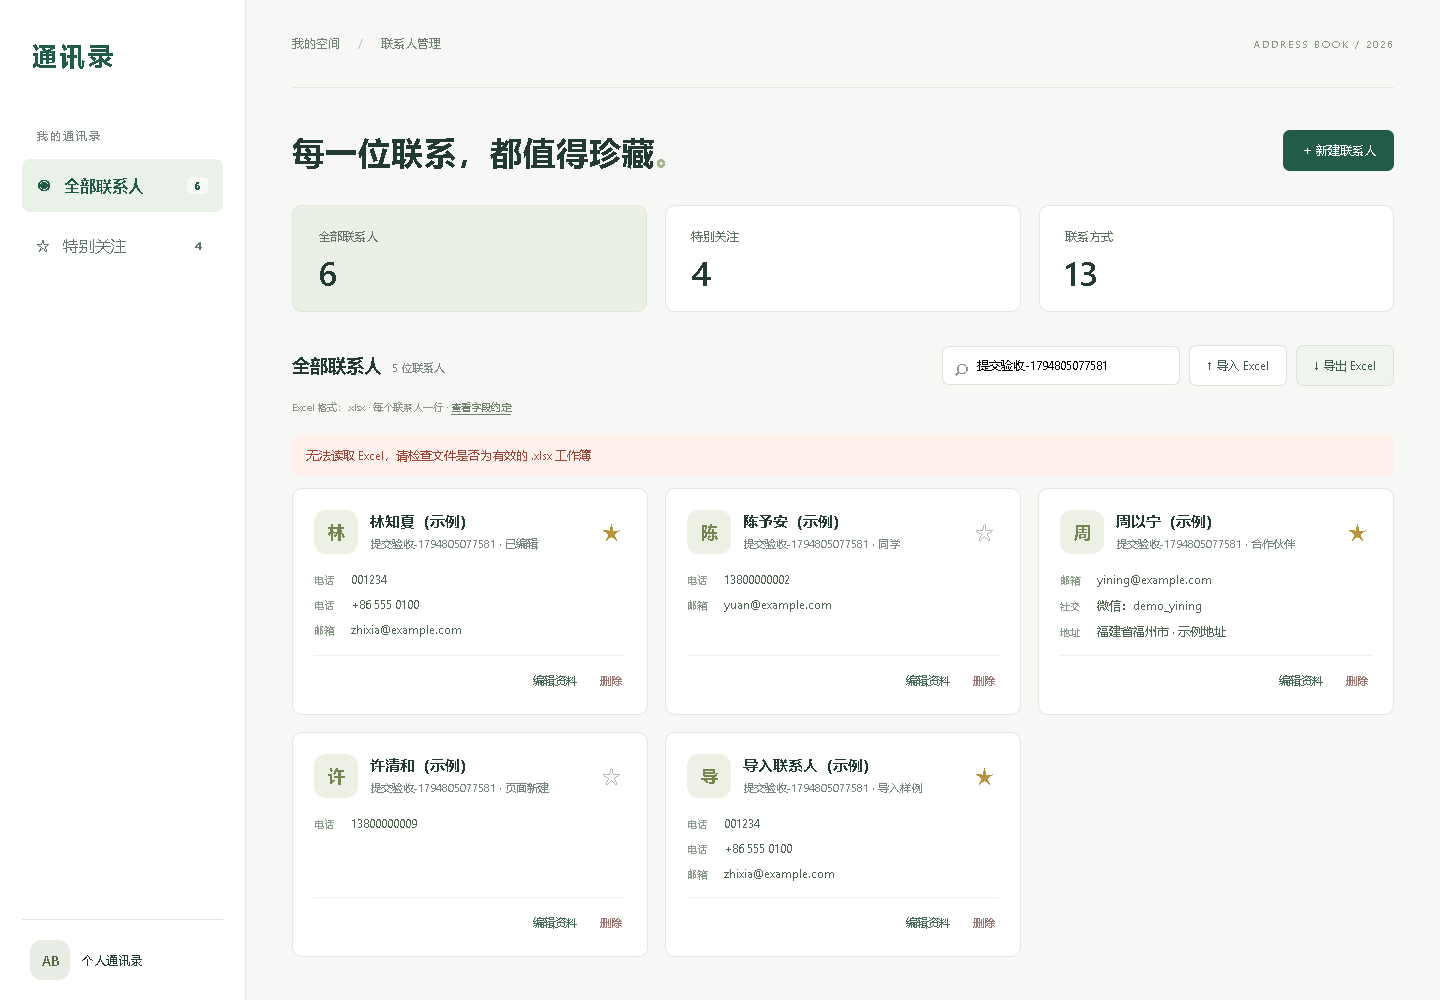 通讯录
我的通讯录
全部联系人 6
☆ 特别关注 4
AB 个人通讯录
我的空间 / 联系人管理
ADDRESS BOOK / 2026
每一位联系，都值得珍藏。
+ 新建联系人
全部联系人
6
特别关注
4
联系方式
13
全部联系人 5 位联系人
提交验收-1794805077581
↑ 导入 Excel
↓ 导出 Excel
Excel 格式：.xlsx · 每个联系人一行 · 查看字段约定
无法读取 Excel，请检查文件是否为有效的 .xlsx 工作簿
林
林知夏（示例）
★
提交验收-1794805077581 · 已编辑
电话 001234
电话 +86 555 0100
邮箱 zhixia@example.com
编辑资料 删除
陈
陈予安（示例）
☆
提交验收-1794805077581 · 同学
电话 13800000002
邮箱 yuan@example.com
编辑资料 删除
周
周以宁（示例）
★
提交验收-1794805077581 · 合作伙伴
邮箱 yining@example.com
社交 微信：demo_yining
地址 福建省福州市 · 示例地址
编辑资料 删除
许
许清和（示例）
☆
提交验收-1794805077581 · 页面新建
电话 13800000009
编辑资料 删除
导
导入联系人（示例）
★
提交验收-1794805077581 · 导入样例
电话 001234
电话 +86 555 0100
邮箱 zhixia@example.com
编辑资料 删除